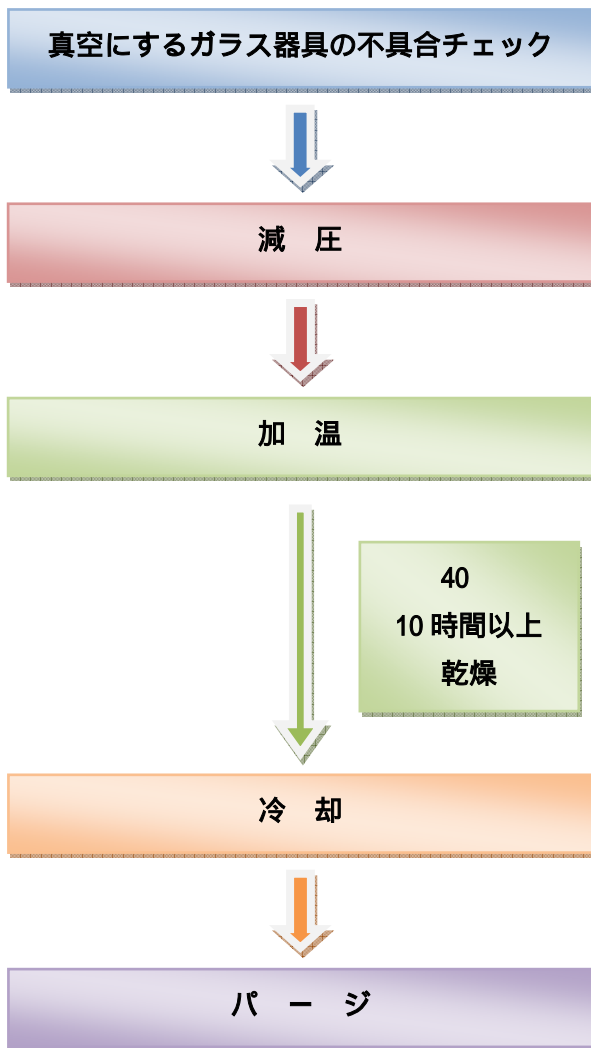 真空にするガラス器具の不具合チェック
減　圧
加　温
40
10 時間以上
乾燥
冷　却
パ　ー　ジ